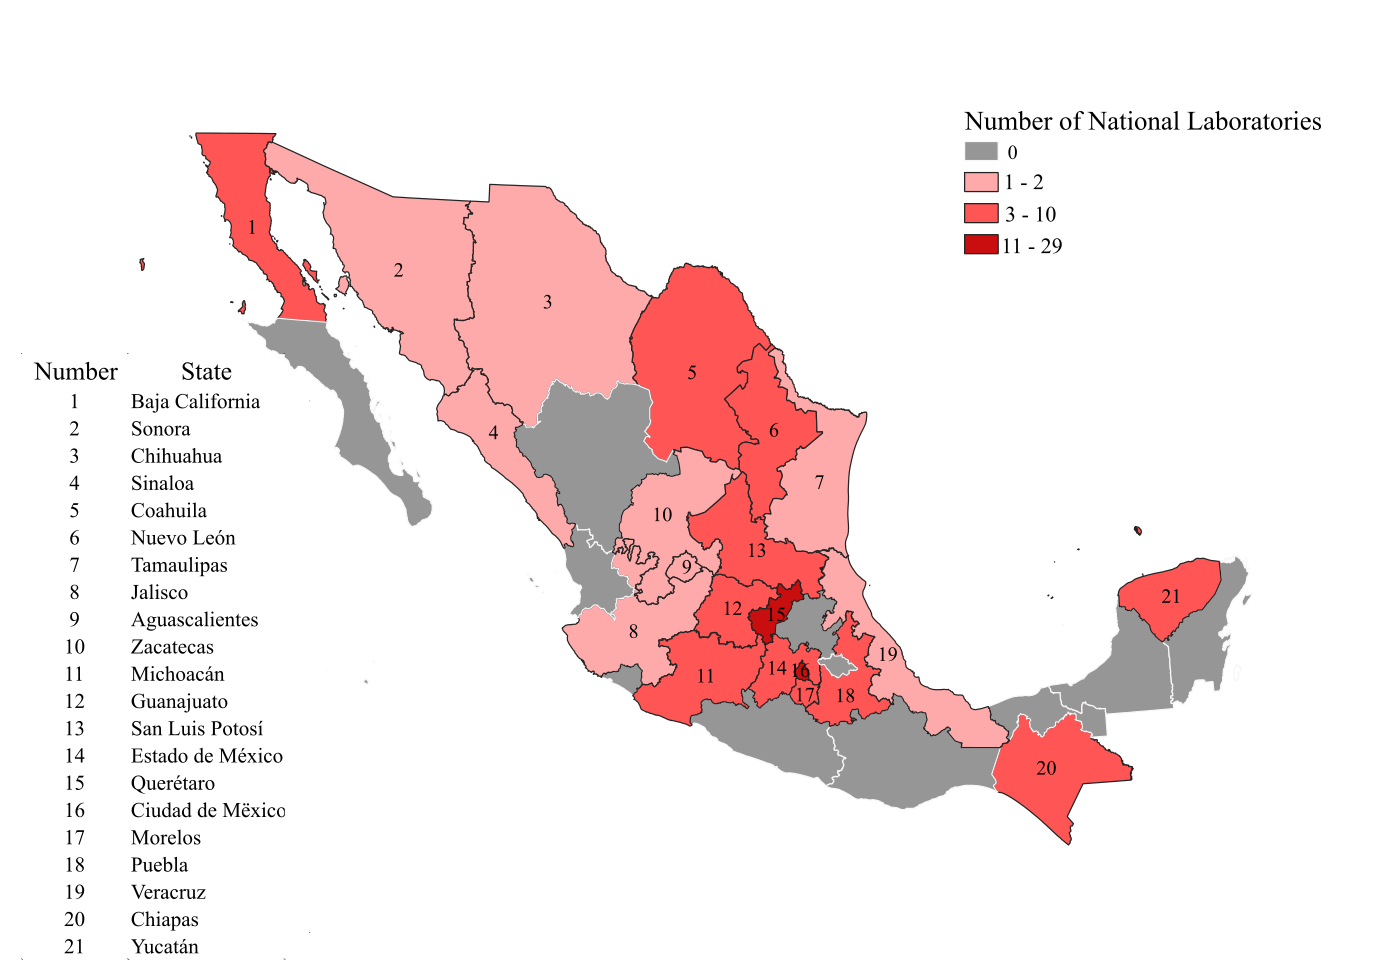 Number of National Laboratories
0
1 - 2
3 - 10
11 - 29
1
2
3
4
5
6
7
8
9
10
11
12
13
14
15
16
17
18
19
20
21
Number State
1 Baja California
2 Sonora
3 Chihuahua
4 Sinaloa
5 Coahuila
6 Nuevo León
7 Tamaulipas
8 Jalisco
9 Aguascalientes
10 Zacatecas
11 Michoacán
12 Guanajuato
13 San Luis Potosí
14 Estado de México
15 Querétaro
16 Ciudad de Mëxico
17 Morelos
18 Puebla
19 Veracruz
20 Chiapas
21 Yucatán